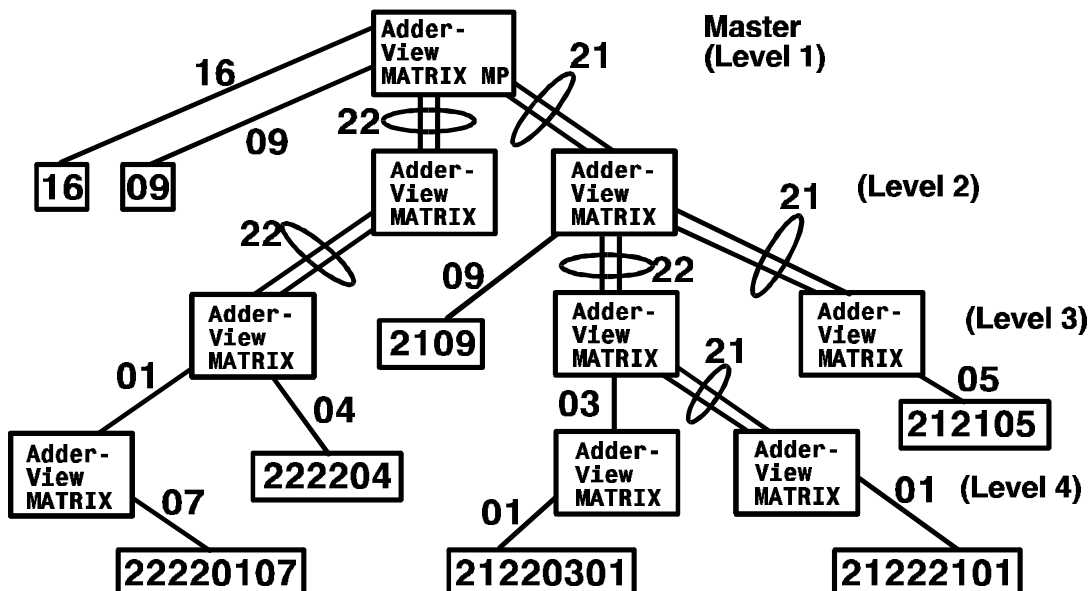 Adder-
View
MATRIX MP
Master
(Level 1)
16
09
22
21
16
09
Adder-
View
MATRIX
Adder-
View
MATRIX
(Level 2)
22
09
22
21
Adder-
View
MATRIX
2109
Adder-
View
MATRIX
Adder-
View
MATRIX
(Level 3)
01
04
03
21
05
212105
Adder-
View
MATRIX
222204
Adder-
View
MATRIX
Adder-
View
MATRIX
(Level 4)
07
01
01
22220107
21220301
21222101